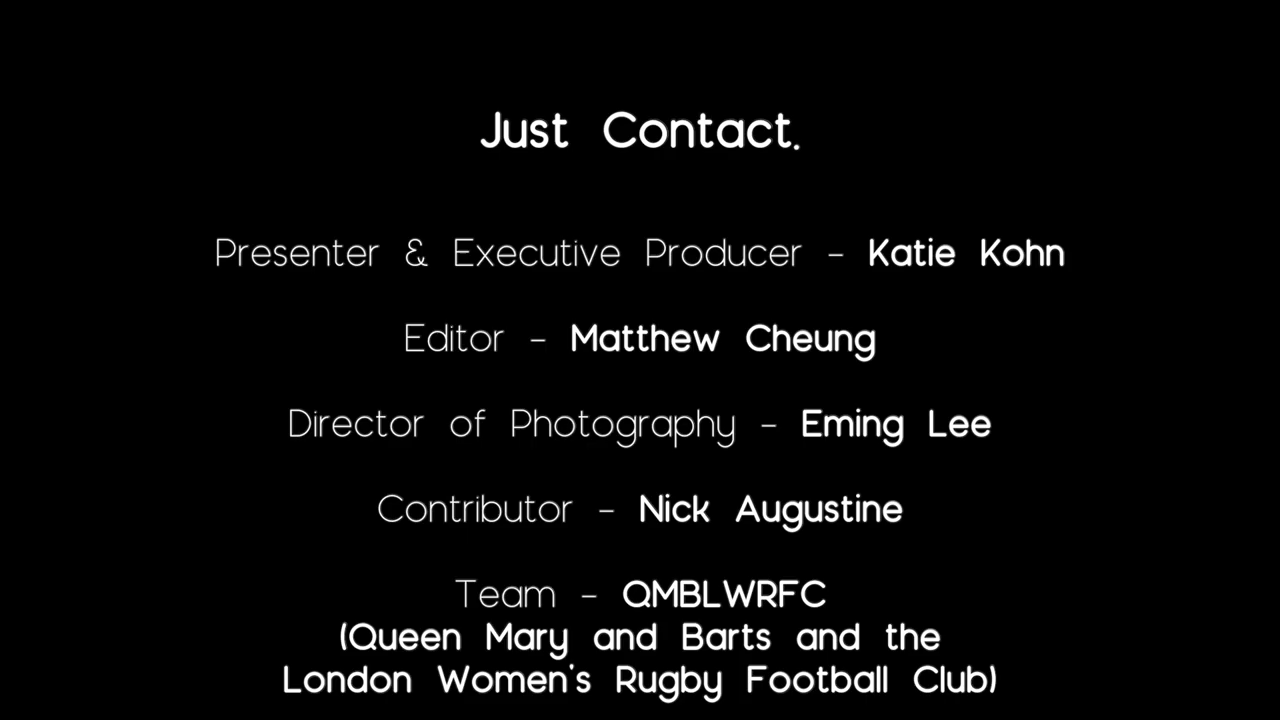 Just Contact.
Presenter & Executive Producer - Katie Kohn
Editor - Matthew Cheung
Director of Photography - Eming Lee
Contributor - Nick Augustine
Team - QMBLWRFC
(Queen Mary and Barts and the
London Women's Rugby Football Club)